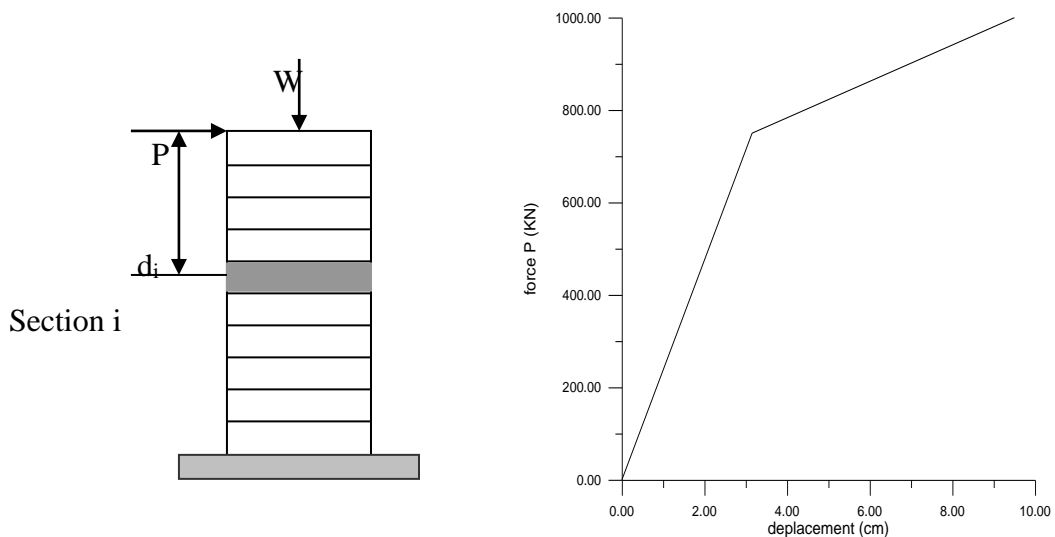 W
P
dᵢ
Section i
1000.00
800.00
600.00
400.00
200.00
0.00
force P (KN)
0.00 2.00 4.00 6.00 8.00 10.00
deplacement (cm)